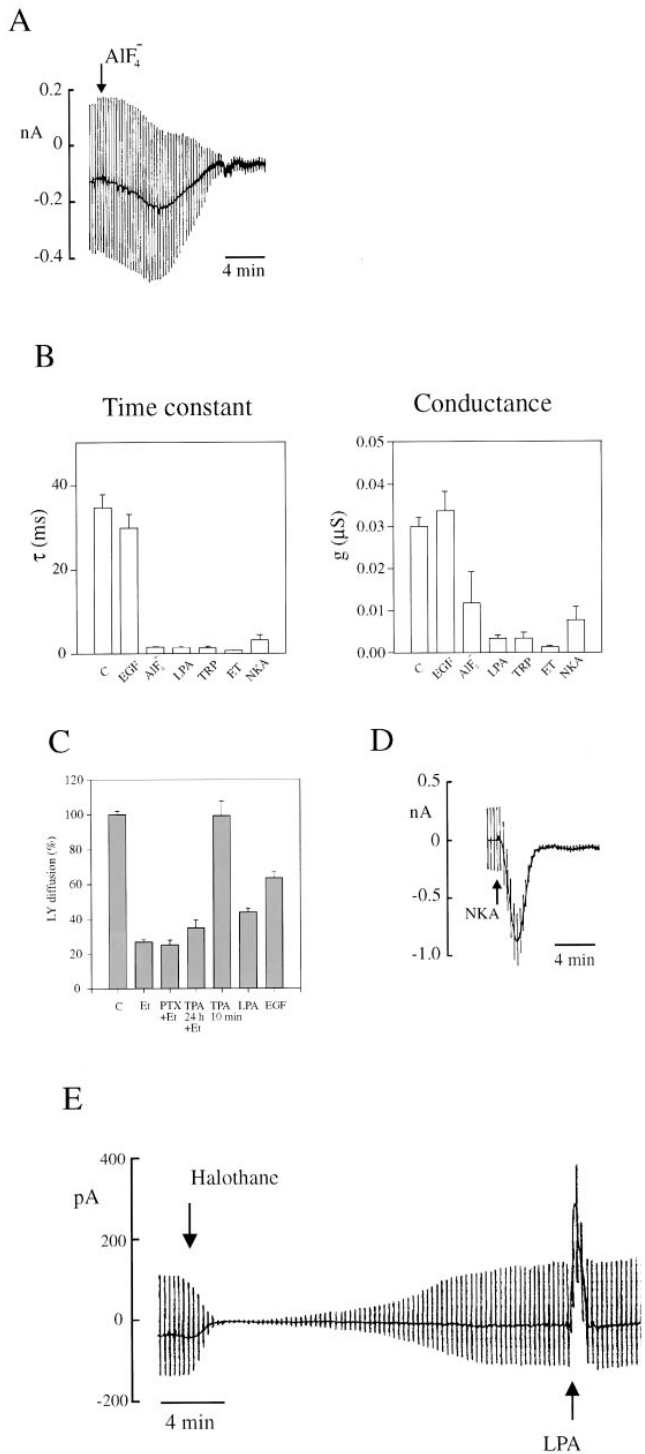 A
AlF₄⁻
0.2
nA
0
-0.2
-0.4
4 min
B
Time constant
Conductance
τ (ms)
40
20
0
C EGF AlF₄⁻ LPA TRP ET NKA
g (μS)
0.05
0.04
0.03
0.02
0.01
0.00
C EGF AlF₄⁻ LPA TRP ET NKA
C
LY diffusion (%)
120
100
80
60
40
20
0
C Et PTX TPA TPA LPA EGF
+Et 24 h 10 min
+Et
D
0.5
nA
0
-0.5
-1.0
NKA
4 min
E
400
pA
200
0
-200
Halothane
4 min
LPA